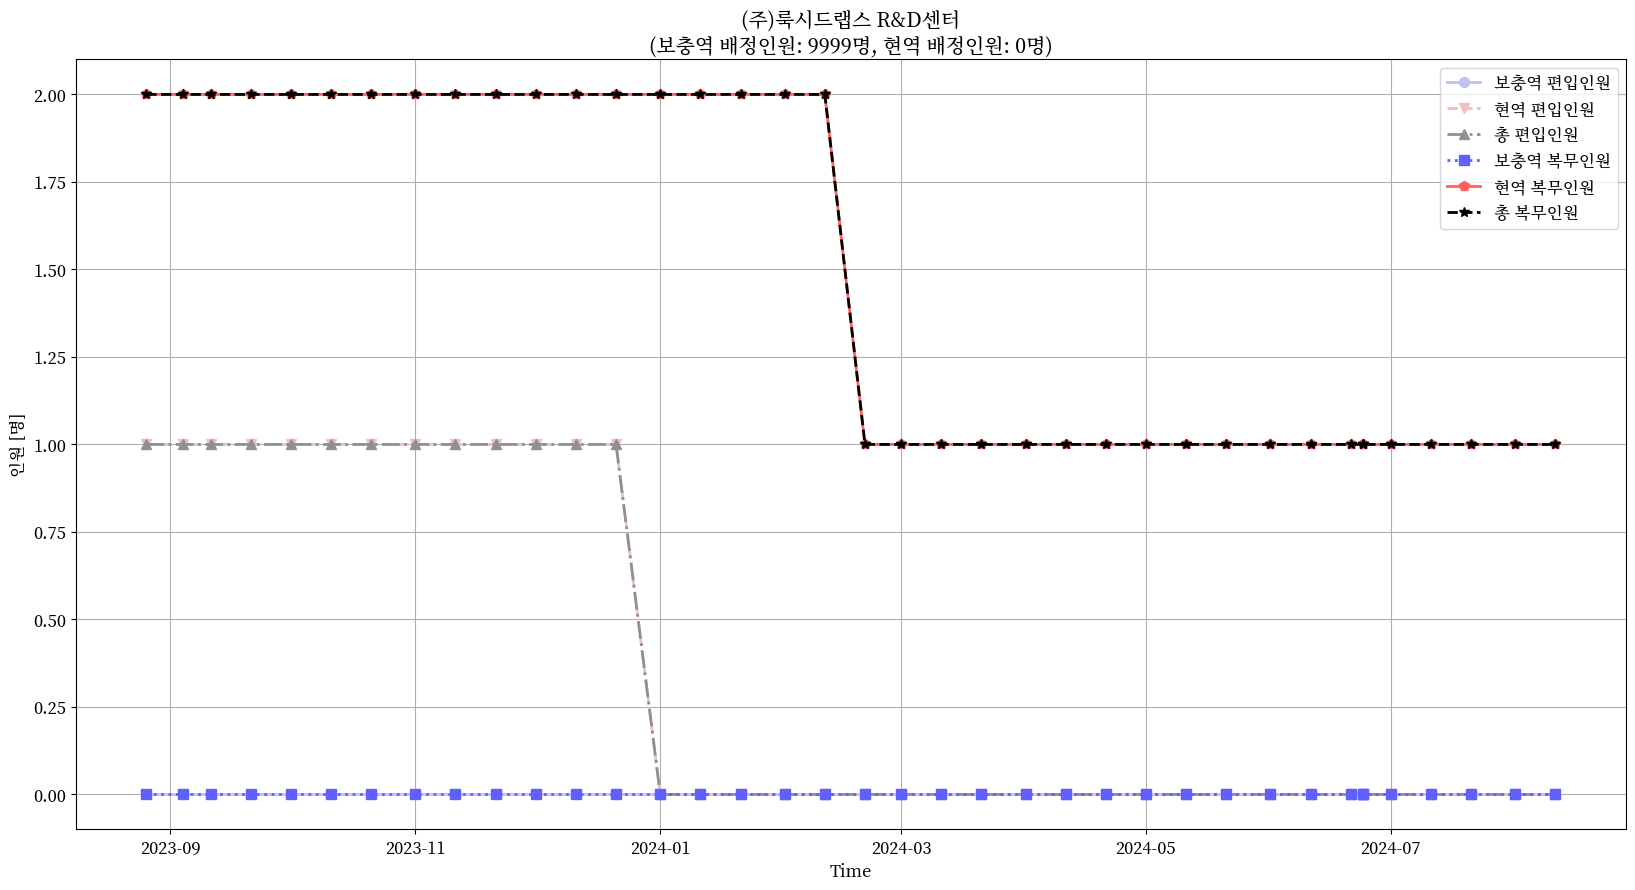 (주)룩시드랩스 R&D센터
(보충역 배정인원: 9999명, 현역 배정인원: 0명)
보충역 편입인원
현역 편입인원
총 편입인원
보충역 복무인원
현역 복무인원
총 복무인원
2.00
1.75
1.50
1.25
1.00
0.75
0.50
0.25
0.00
인원 [명]
2023-09 2023-11 2024-01 2024-03 2024-05 2024-07
Time